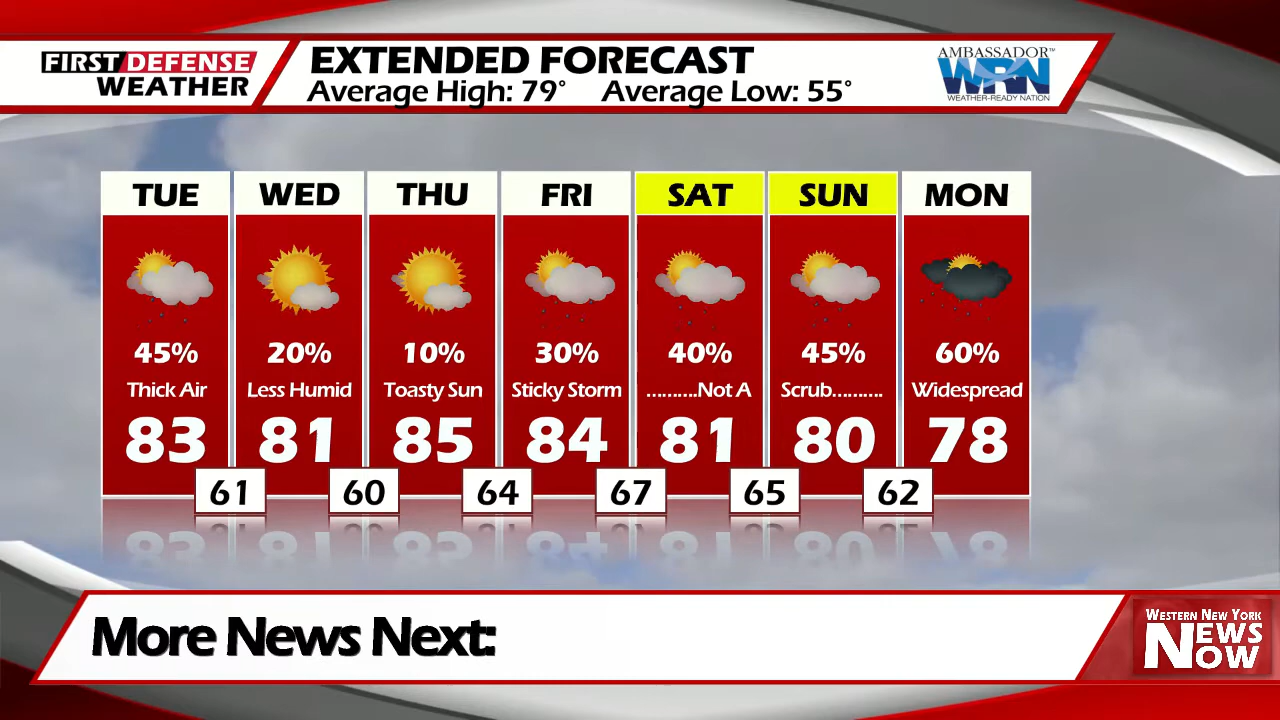 FIRST DEFENSE
WEATHER
EXTENDED FORECAST
Average High: 79° Average Low: 55°
AMBASSADOR™
WRN
WEATHER-READY NATION
TUE WED THU FRI SAT SUN MON
45% 20% 10% 30% 40% 45% 60%
Thick Air Less Humid Toasty Sun Sticky Storm ..........Not A Scrub.......... Widespread
83 81 85 84 81 80 78
61 60 64 67 65 62
More News Next:
WESTERN NEW YORK
NEWS
NOW